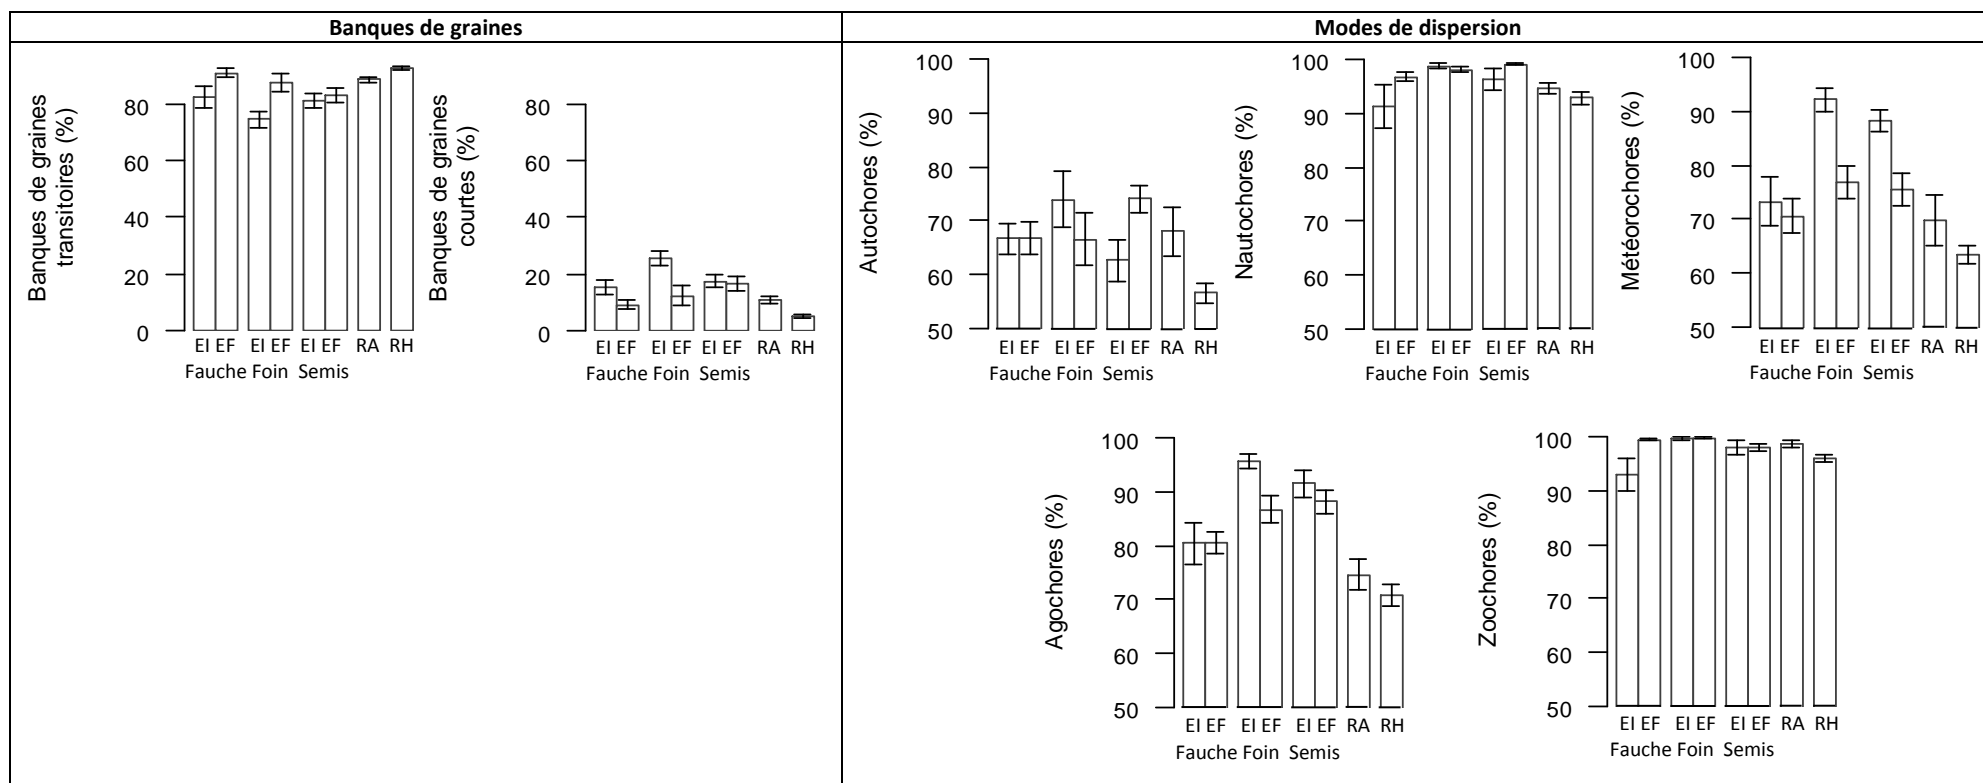 Banques de graines
Modes de dispersion
Banques de graines
transitoires (%)
80
60
40
20
0
EI EF EI EF EI EF RA RH
Fauche Foin Semis
Banques de graines
courtes (%)
80
60
40
20
0
EI EF EI EF EI EF RA RH
Fauche Foin Semis
Autochores (%)
100
90
80
70
60
50
EI EF EI EF EI EF RA RH
Fauche Foin Semis
Nautochores (%)
100
90
80
70
60
50
EI EF EI EF EI EF RA RH
Fauche Foin Semis
Météorochores (%)
100
90
80
70
60
50
EI EF EI EF EI EF RA RH
Fauche Foin Semis
Agochores (%)
100
90
80
70
60
50
EI EF EI EF EI EF RA RH
Fauche Foin Semis
Zoochores (%)
100
90
80
70
60
50
EI EF EI EF EI EF RA RH
Fauche Foin Semis